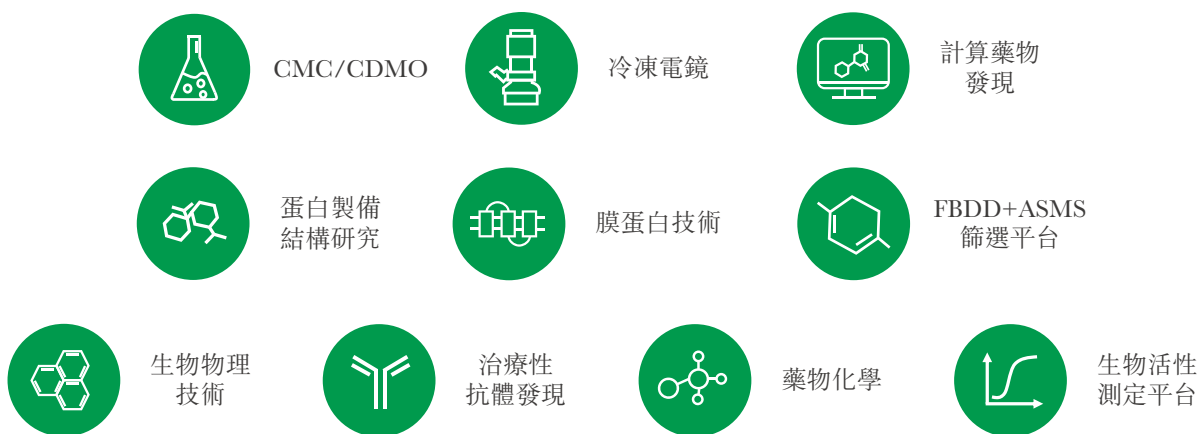 CMC/CDMO
冷凍電鏡
計算藥物
發現
蛋白製備
結構研究
膜蛋白技術
FBDD+ASMS
篩選平台
生物物理
技術
治療性
抗體發現
藥物化學
生物活性
測定平台